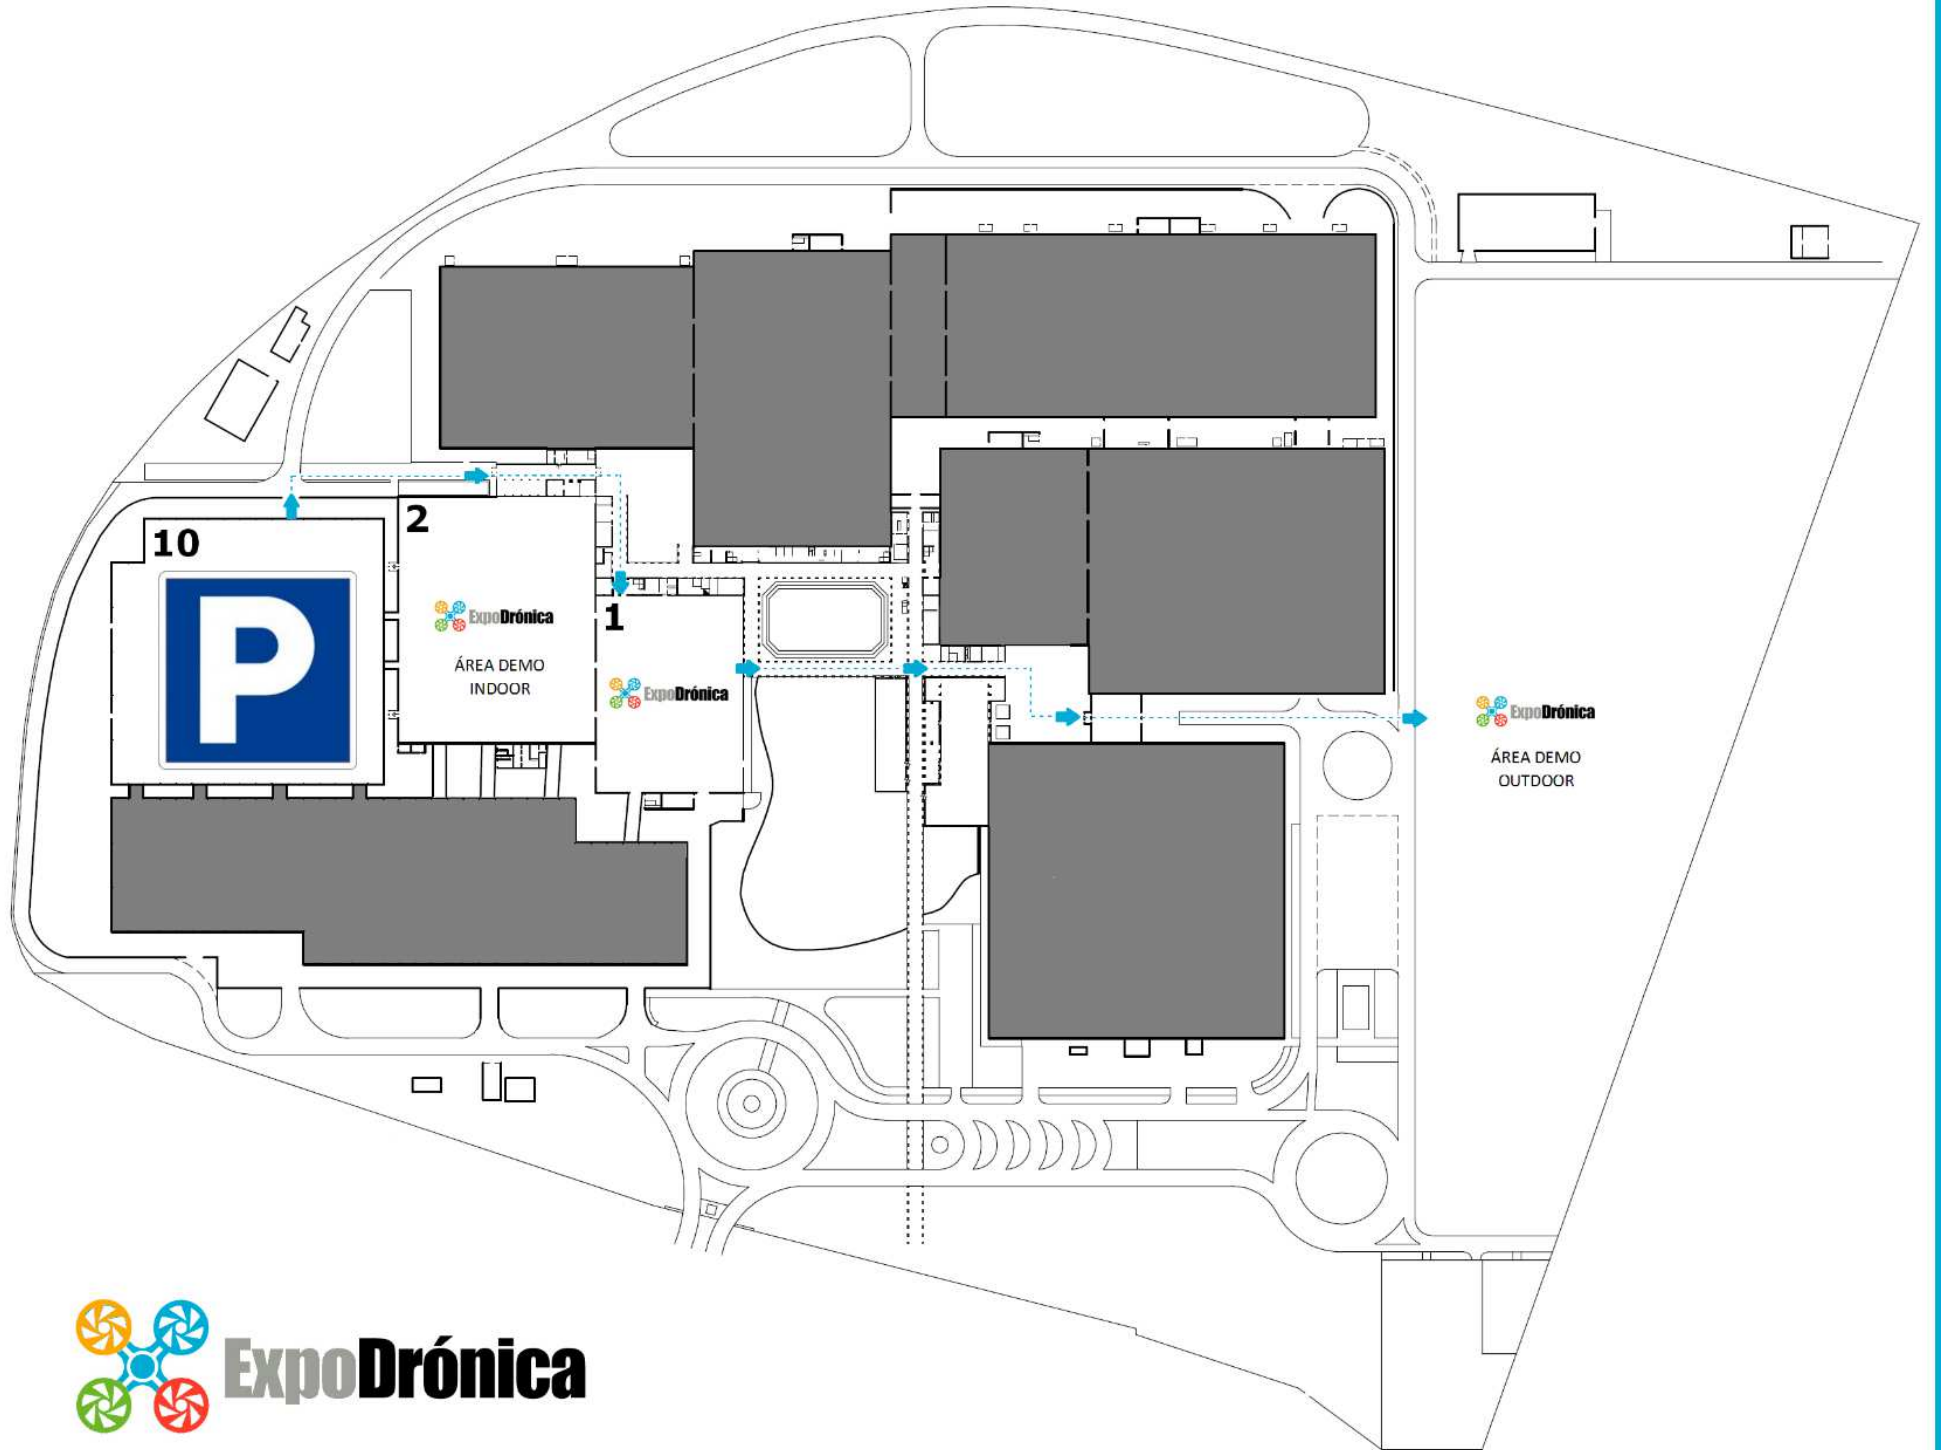 2
10
P
ExpoDrónica
ÁREA DEMO
INDOOR
1
ExpoDrónica
ExpoDrónica
ÁREA DEMO
OUTDOOR
ExpoDrónica